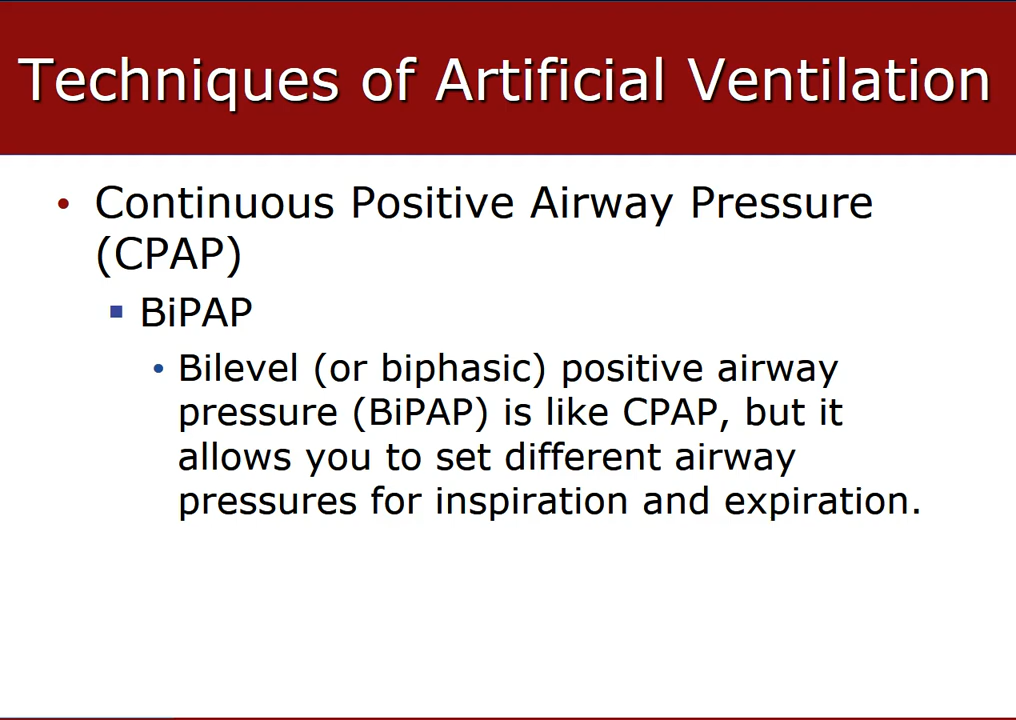 Techniques of Artificial Ventilation
• Continuous Positive Airway Pressure
(CPAP)
▪ BiPAP
• Bilevel (or biphasic) positive airway
pressure (BiPAP) is like CPAP, but it
allows you to set different airway
pressures for inspiration and expiration.